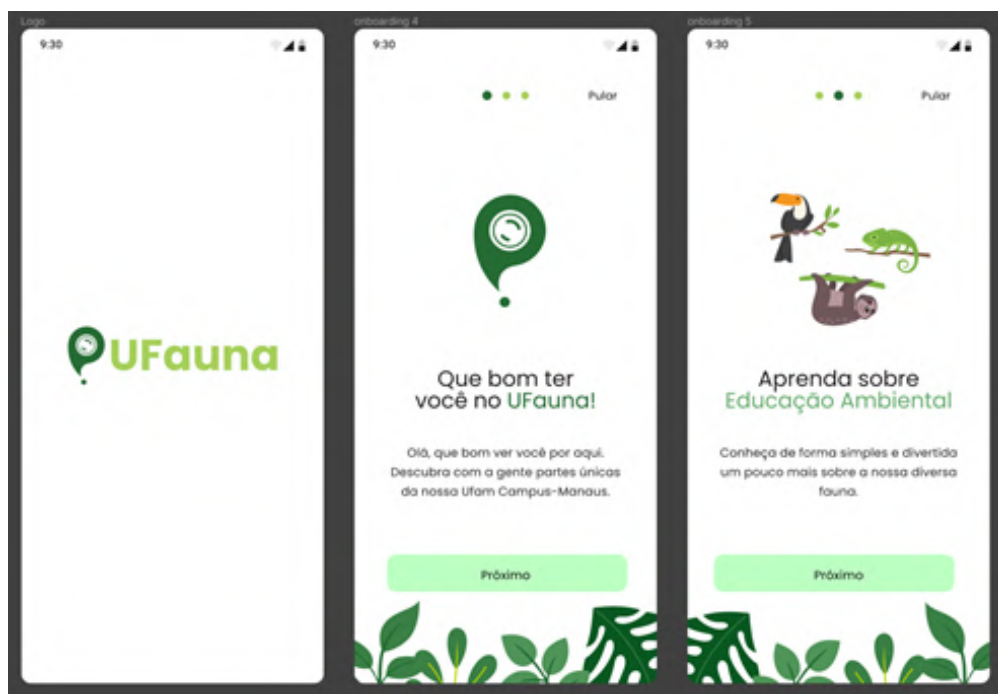 Logo
9:30
UFauna
onboarding 4
9:30
Pular
Que bom ter
você no UFauna!
Olá, que bom ver você por aqui.
Descubra com a gente partes únicas
da nossa Ufam Campus-Manaus.
Próximo
onboarding 5
9:30
Pular
Aprenda sobre
Educação Ambiental
Conheça de forma simples e divertida
um pouco mais sobre a nossa diversa
fauna.
Próximo